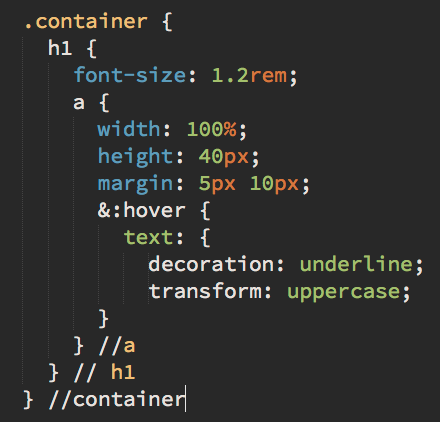 .container {
  h1 {
    font-size: 1.2rem;
    a {
      width: 100%;
      height: 40px;
      margin: 5px 10px;
      &:hover {
        text: {
          decoration: underline;
          transform: uppercase;
      }
    } //a
  } // h1
} //container